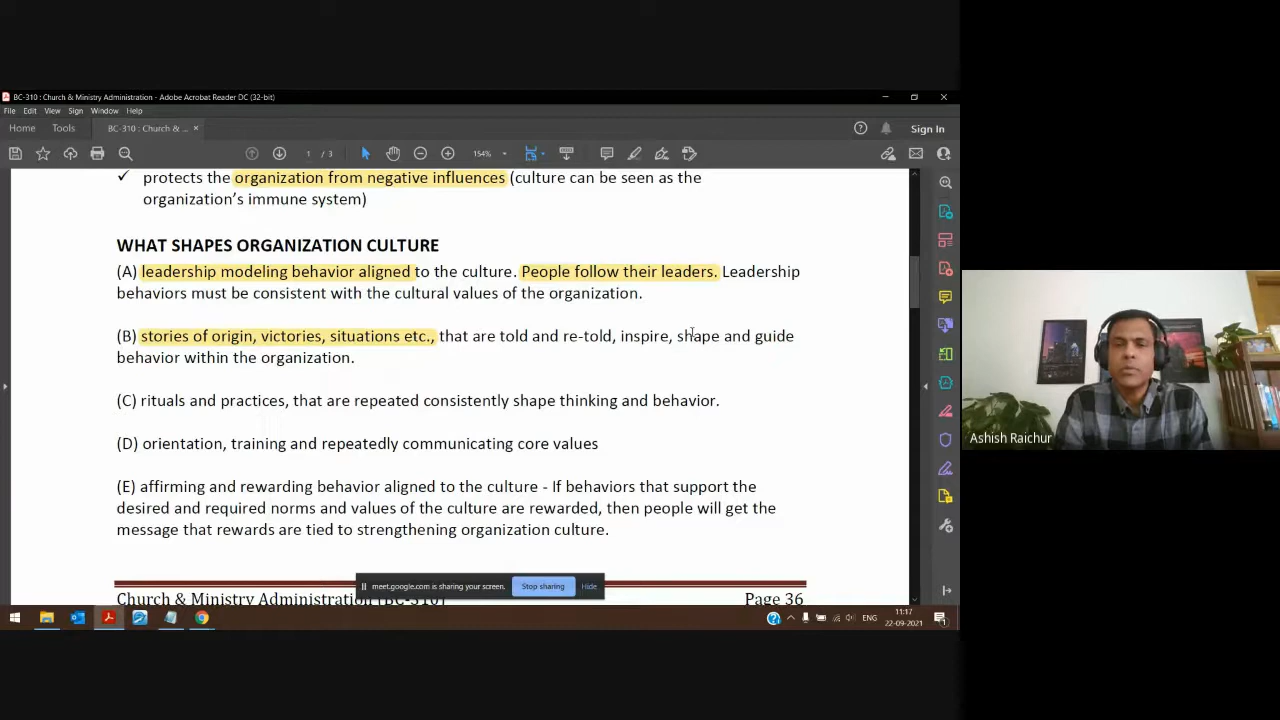 BC-310 : Church & Ministry Administration - Adobe Acrobat Reader DC (32-bit)
File Edit View Sign Window Help
Home Tools BC-310 : Church & ... ×
Sign In
1 / 3 154%
✓ protects the organization from negative influences (culture can be seen as the
organization's immune system)
WHAT SHAPES ORGANIZATION CULTURE
(A) leadership modeling behavior aligned to the culture. People follow their leaders. Leadership
behaviors must be consistent with the cultural values of the organization.
(B) stories of origin, victories, situations etc., that are told and re-told, inspire, shape and guide
behavior within the organization.
(C) rituals and practices, that are repeated consistently shape thinking and behavior.
(D) orientation, training and repeatedly communicating core values
(E) affirming and rewarding behavior aligned to the culture - If behaviors that support the
desired and required norms and values of the culture are rewarded, then people will get the
message that rewards are tied to strengthening organization culture.
meet.google.com is sharing your screen. Stop sharing Hide
Church & Ministry Administration (BC-310) Page 36
ENG
11:17
22-09-2021
Ashish Raichur